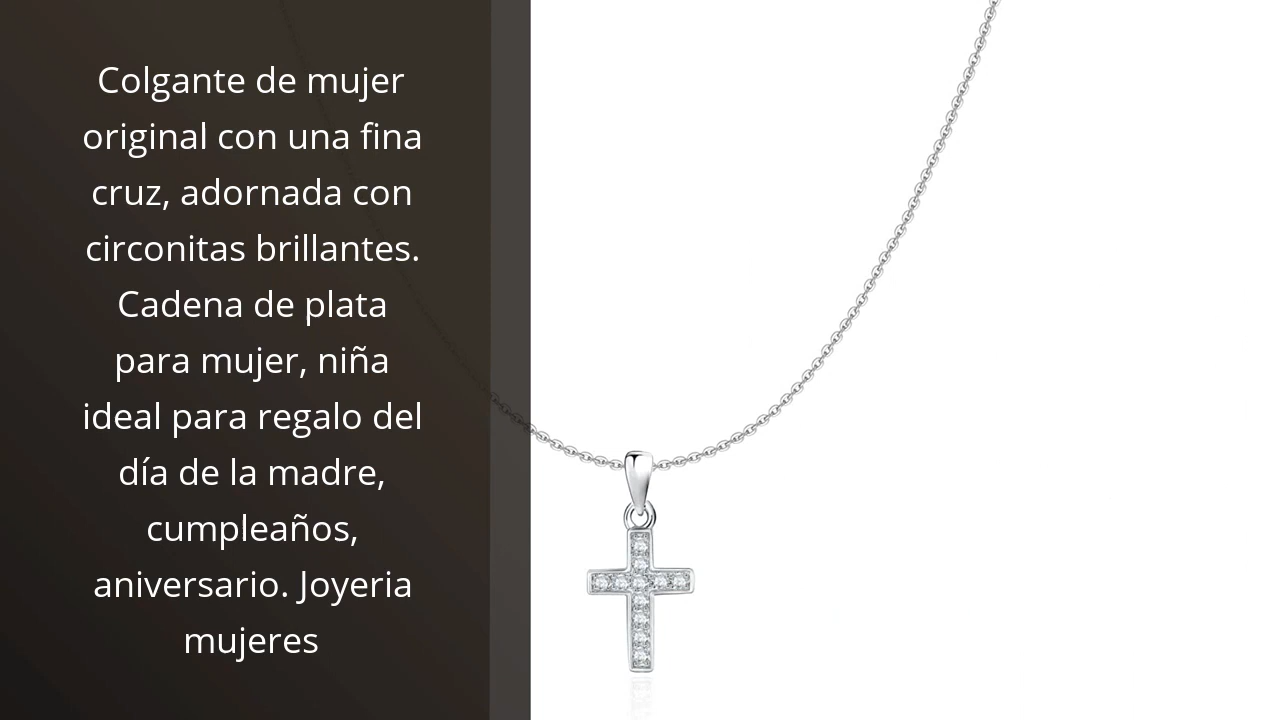 Colgante de mujer
original con una fina
cruz, adornada con
circonitas brillantes.
Cadena de plata
para mujer, niña
ideal para regalo del
día de la madre,
cumpleaños,
aniversario. Joyeria
mujeres